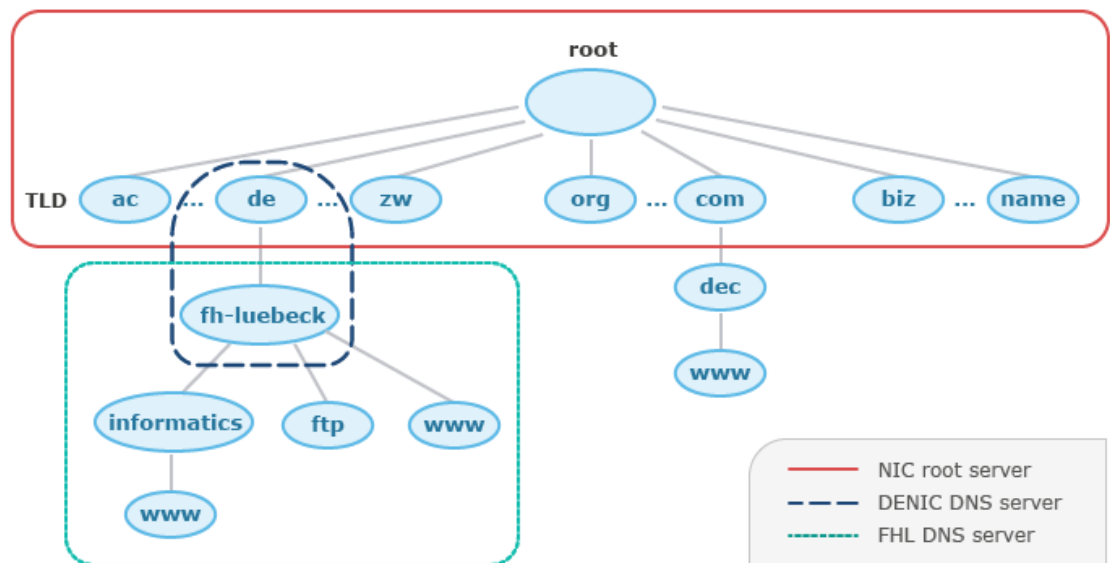 root
TLD ac ... de ... zw org ... com biz ... name
dec
fh-luebeck
www
informatics ftp www
www
NIC root server
DENIC DNS server
FHL DNS server